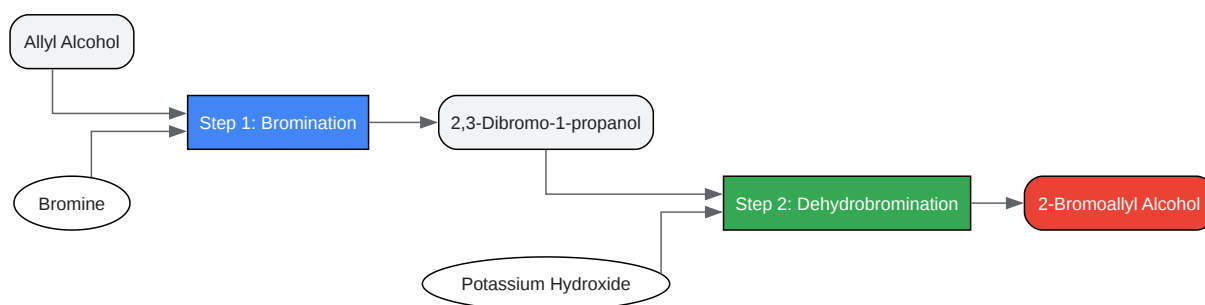 Allyl Alcohol
Step 1: Bromination
2,3-Dibromo-1-propanol
Bromine
Step 2: Dehydrobromination
2-Bromoallyl Alcohol
Potassium Hydroxide